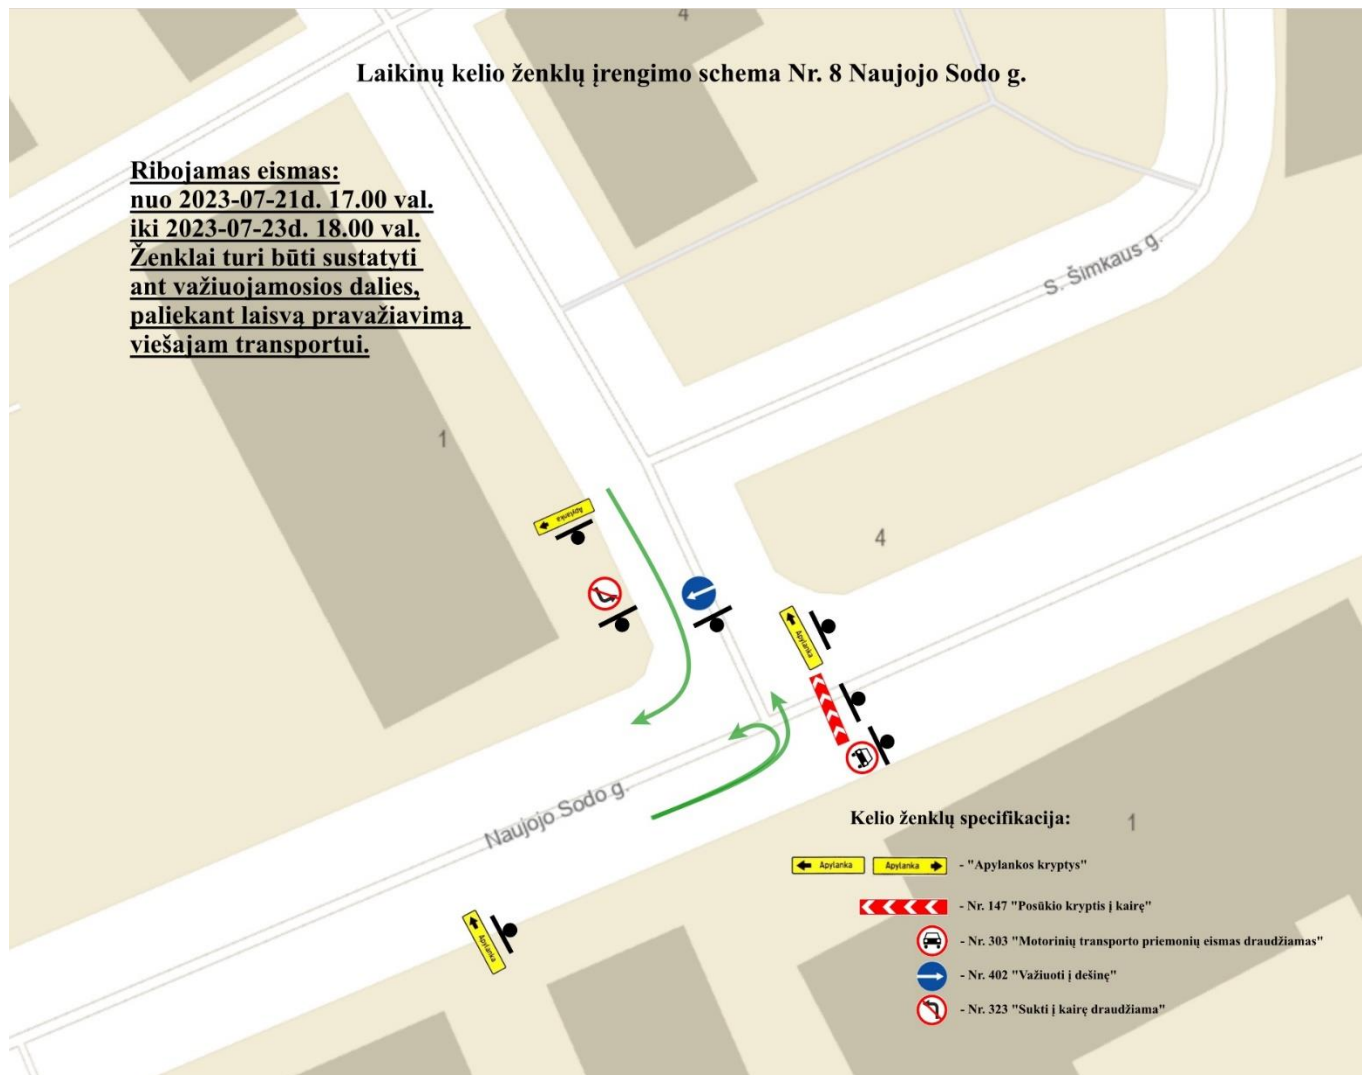 4
Laikinų kelio ženklų įrengimo schema Nr. 8 Naujojo Sodo g.
Ribojamas eismas:
nuo 2023-07-21d. 17.00 val.
iki 2023-07-23d. 18.00 val.
Ženklai turi būti sustatyti
ant važiuojamosios dalies,
paliekant laisvą pravažiavimą
viešajam transportui.
S. Šimkaus g.
1
Apylanka
4
Apylanka
Naujojo Sodo g.
Apylanka
Kelio ženklų specifikacija:
1
Apylanka Apylanka - "Apylankos kryptys"
- Nr. 147 "Posūkio kryptis į kairę"
- Nr. 303 "Motorinių transporto priemonių eismas draudžiamas"
- Nr. 402 "Važiuoti į dešinę"
- Nr. 323 "Sukti į kairę draudžiama"